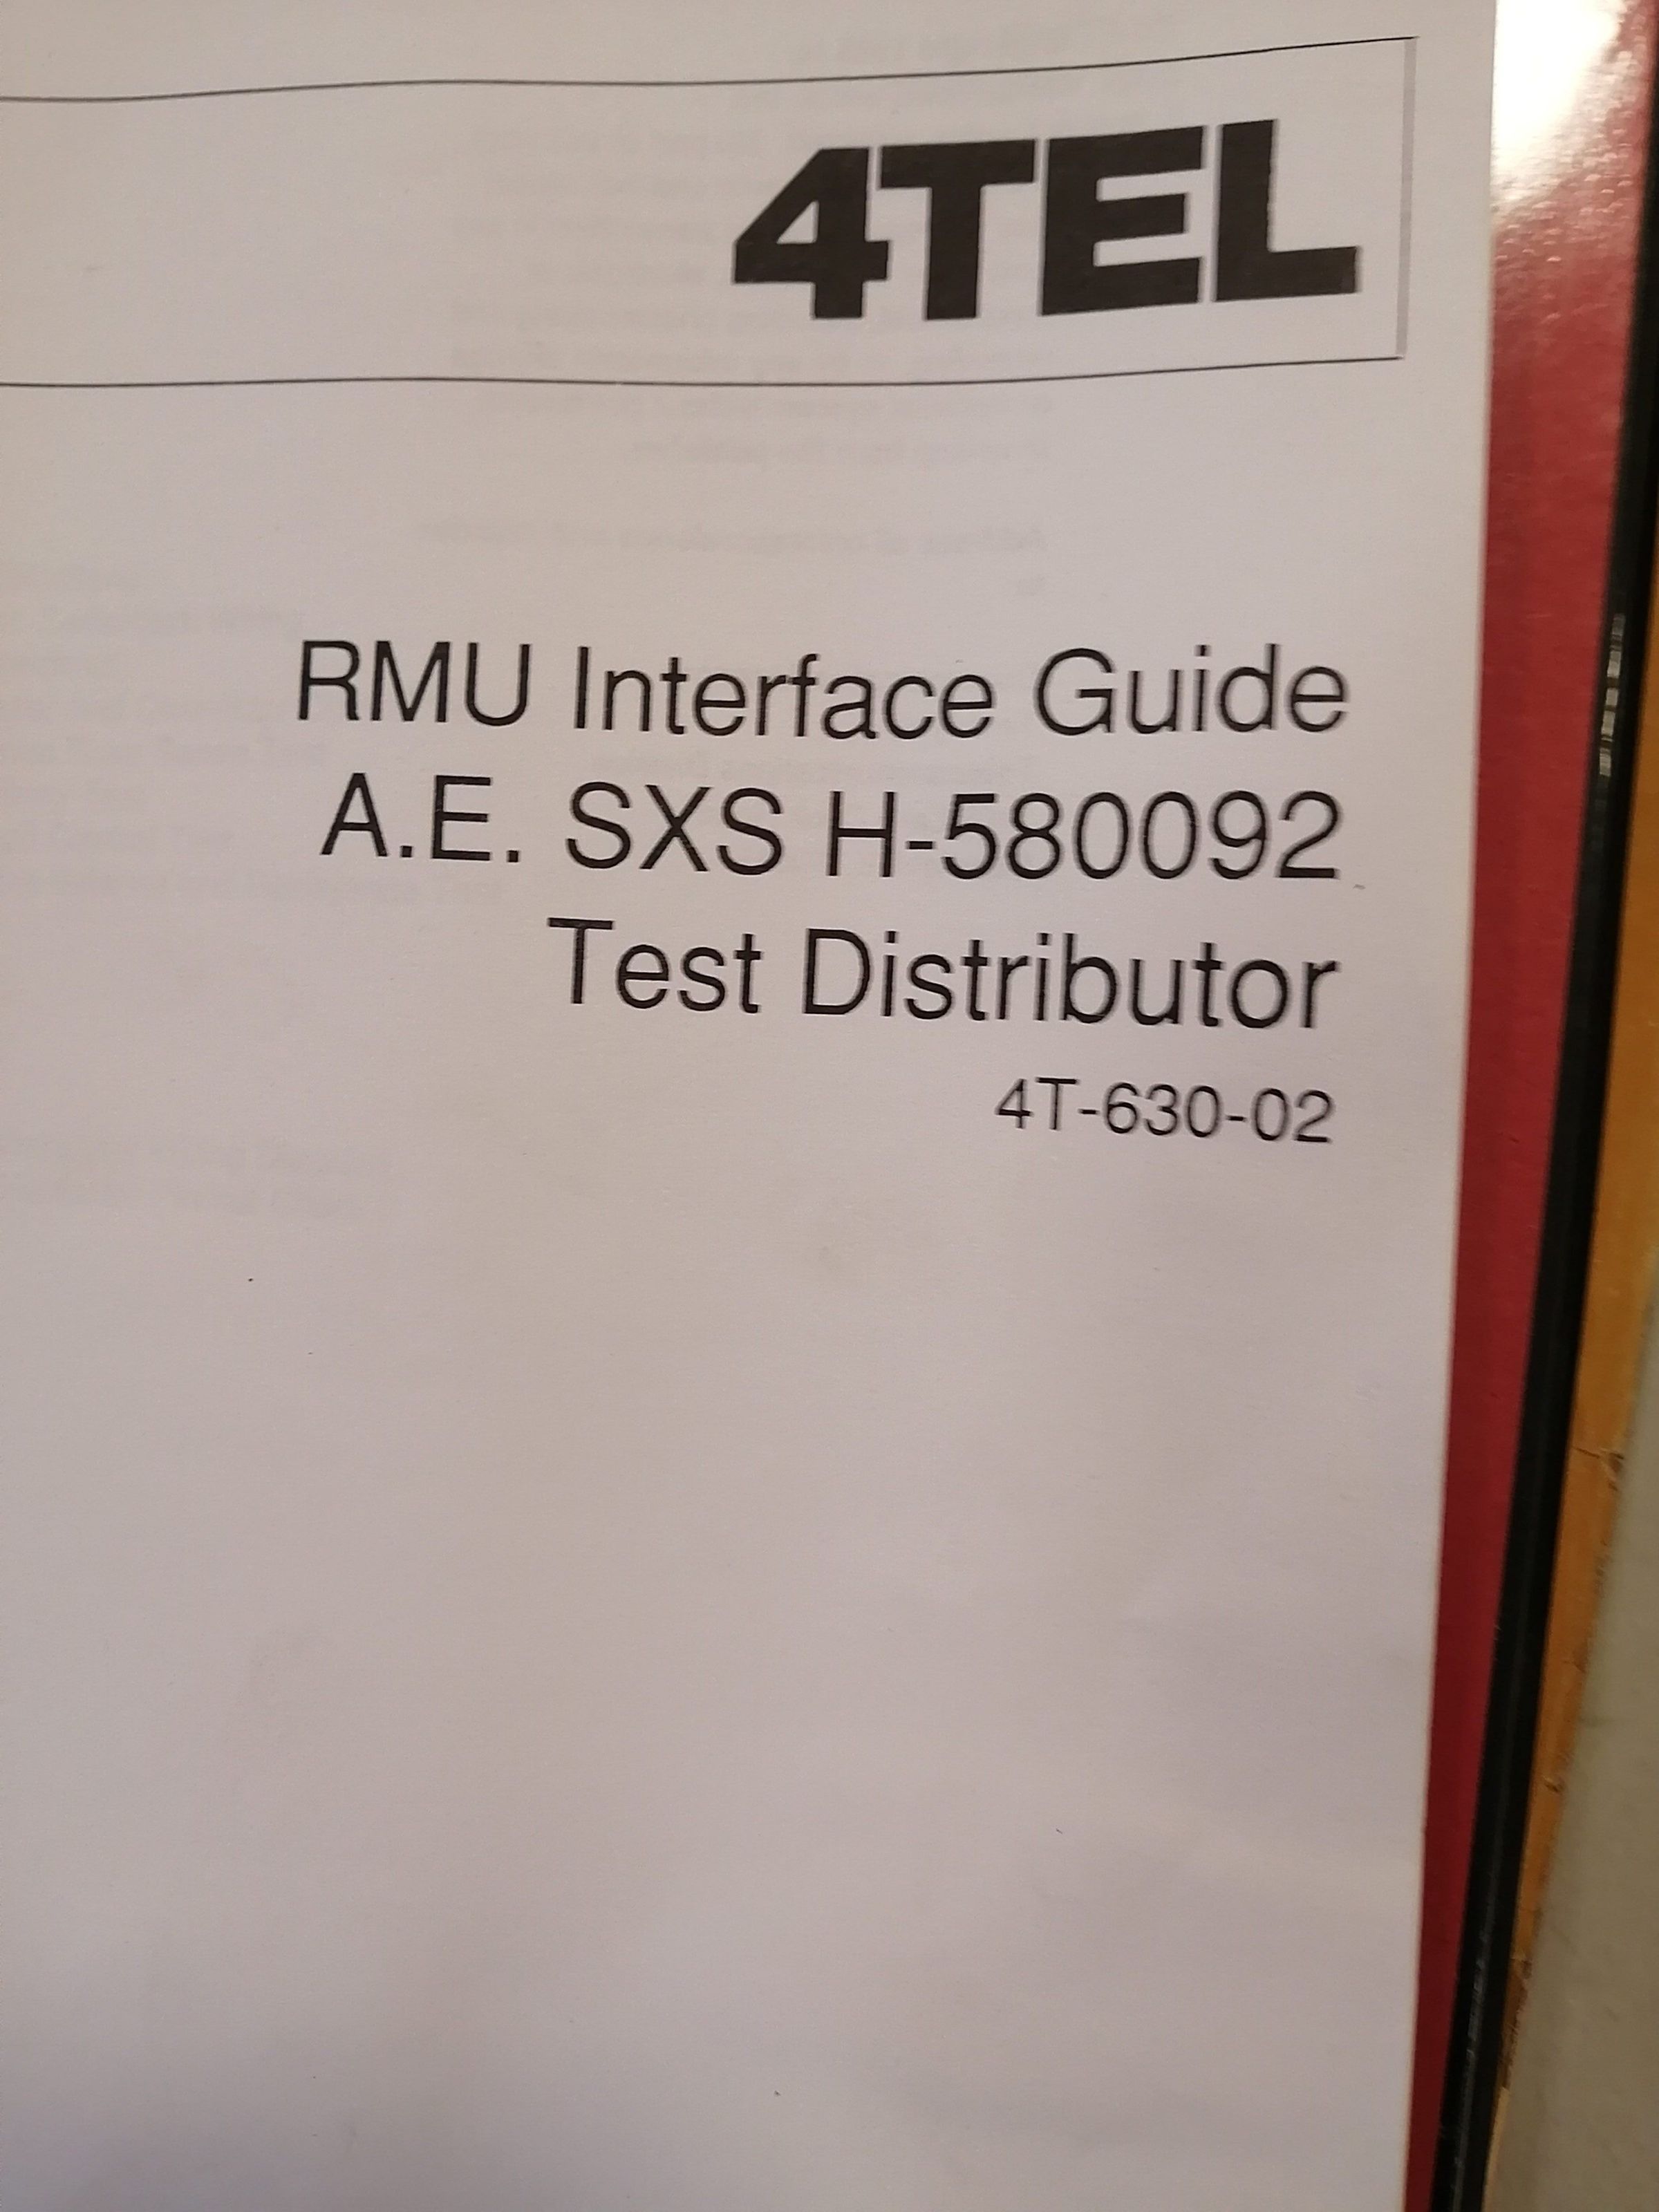 4TEL
RMU Interface Guide
A.E. SXS H-580092
Test Distributor
4T-630-02